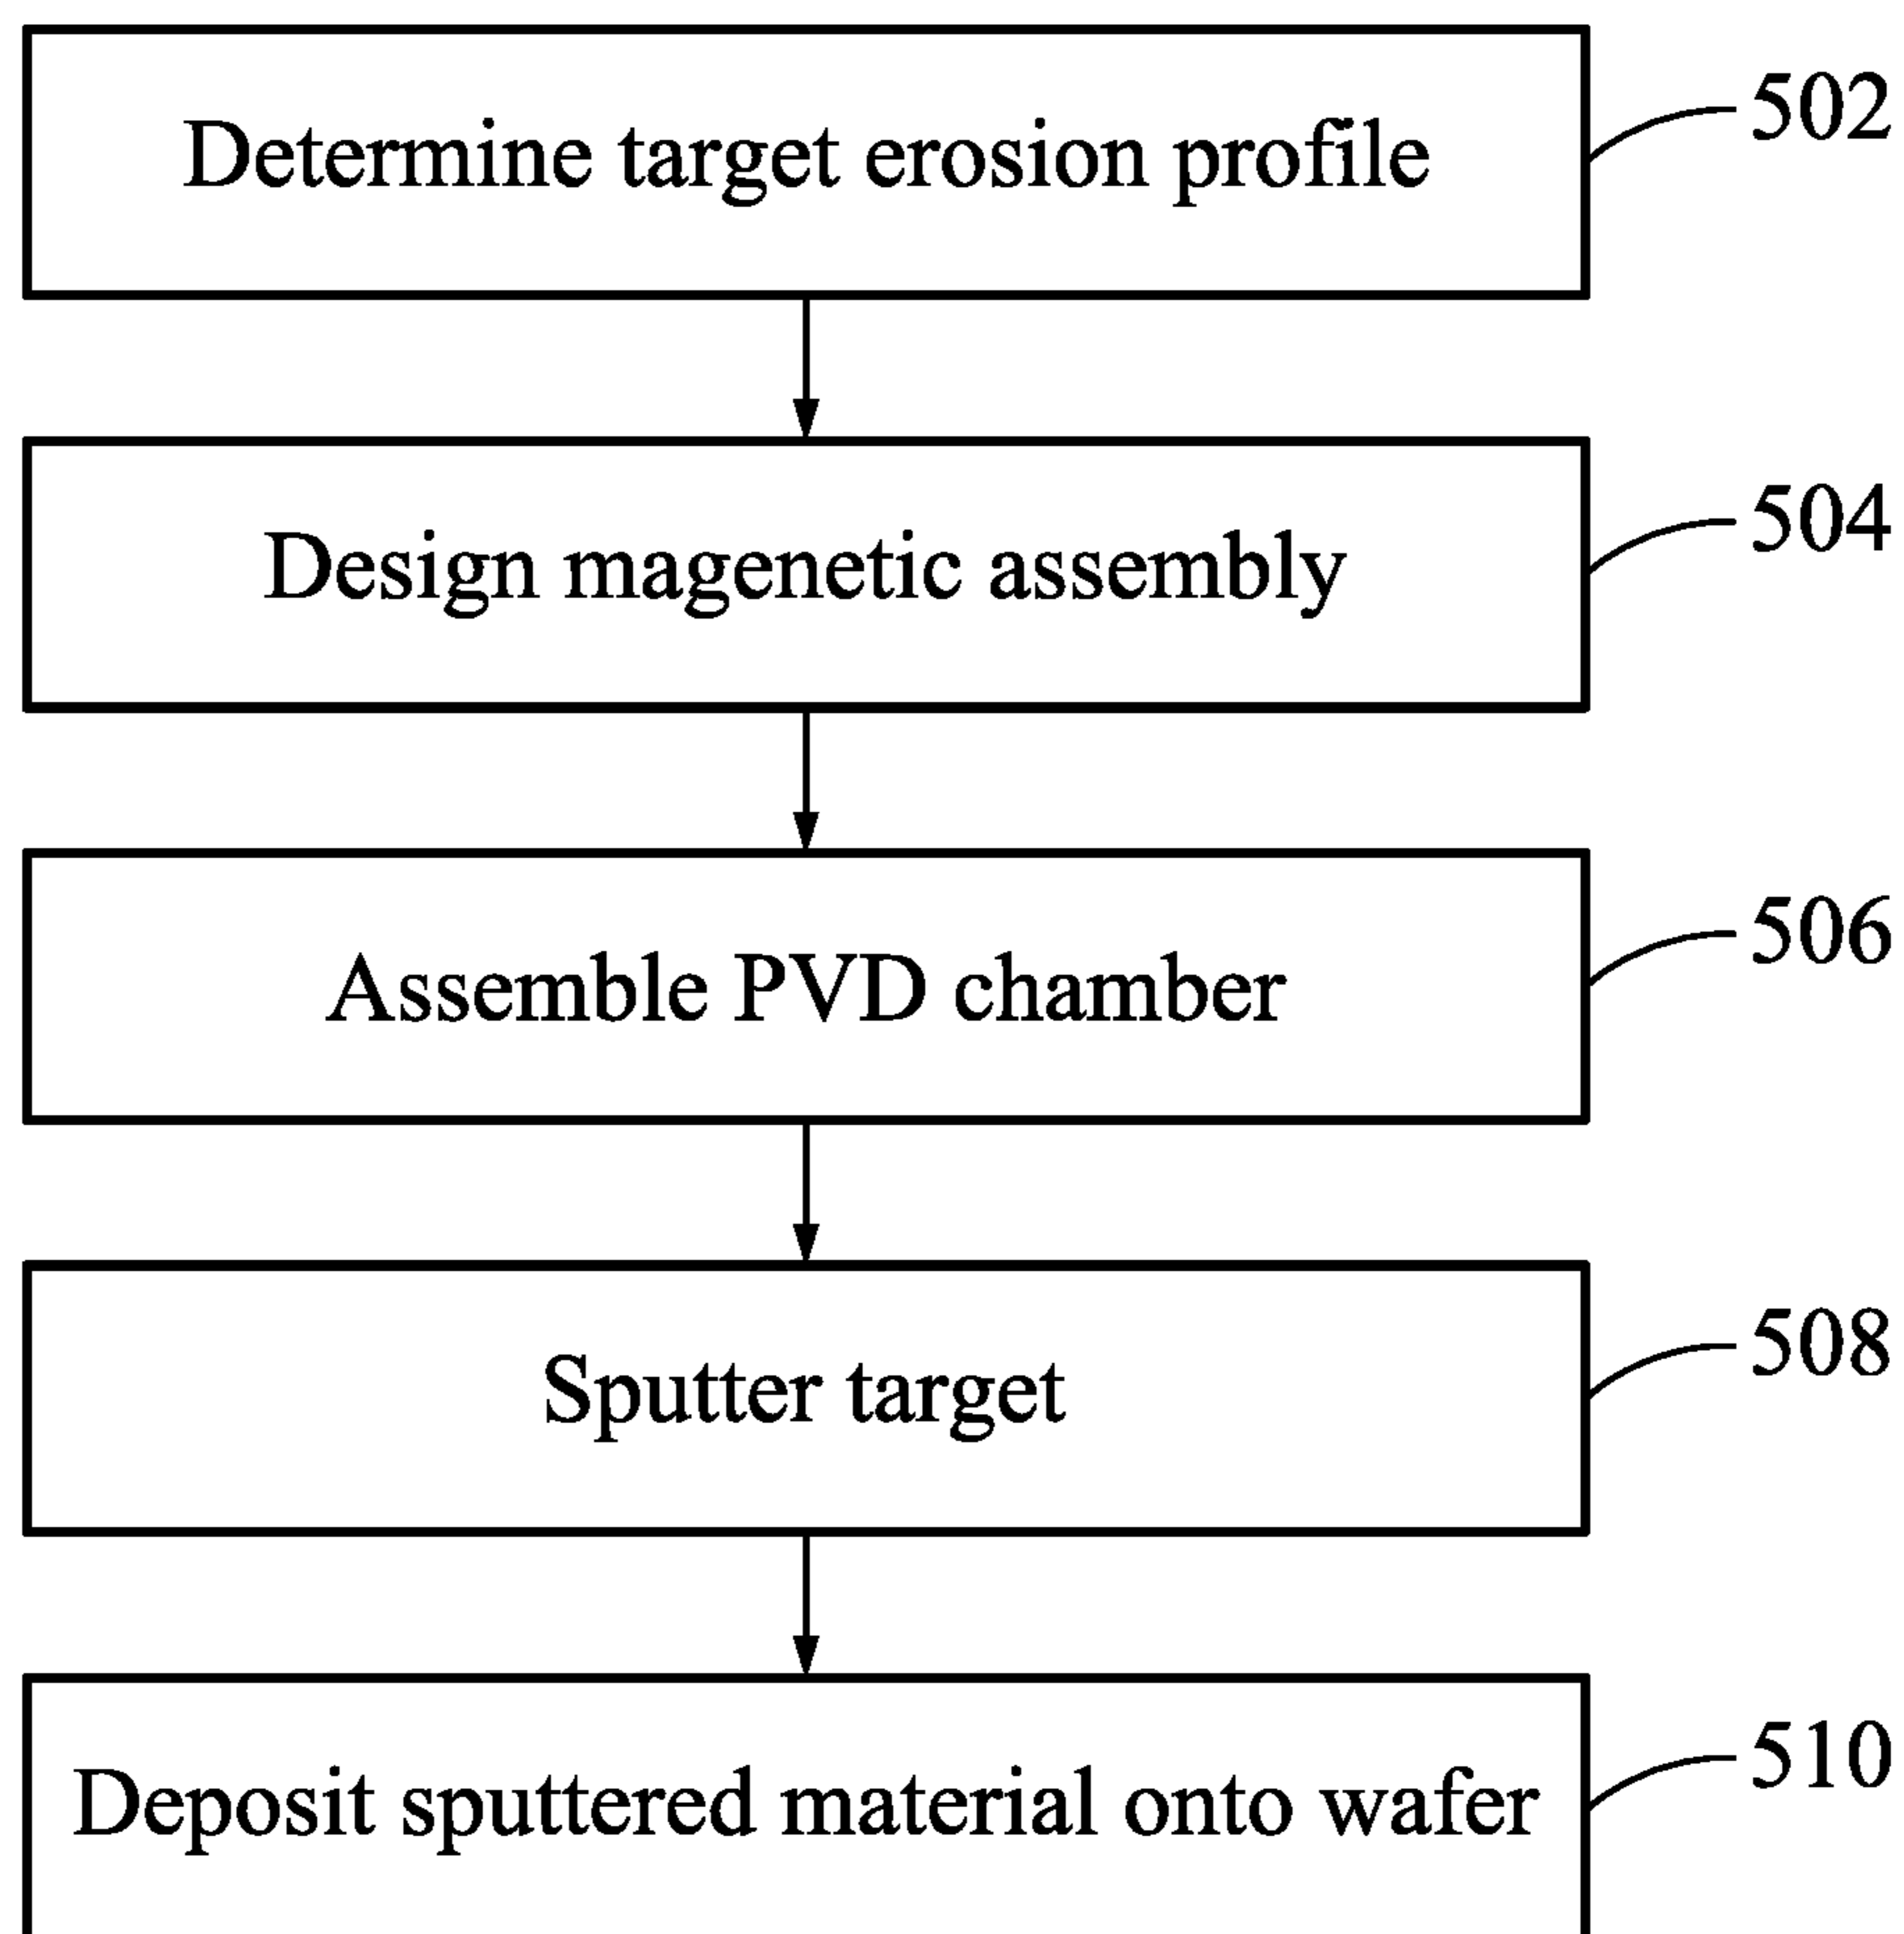 Determine target erosion profile
502
Design magenetic assembly
504
Assemble PVD chamber
506
Sputter target
508
Deposit sputtered material onto wafer
510